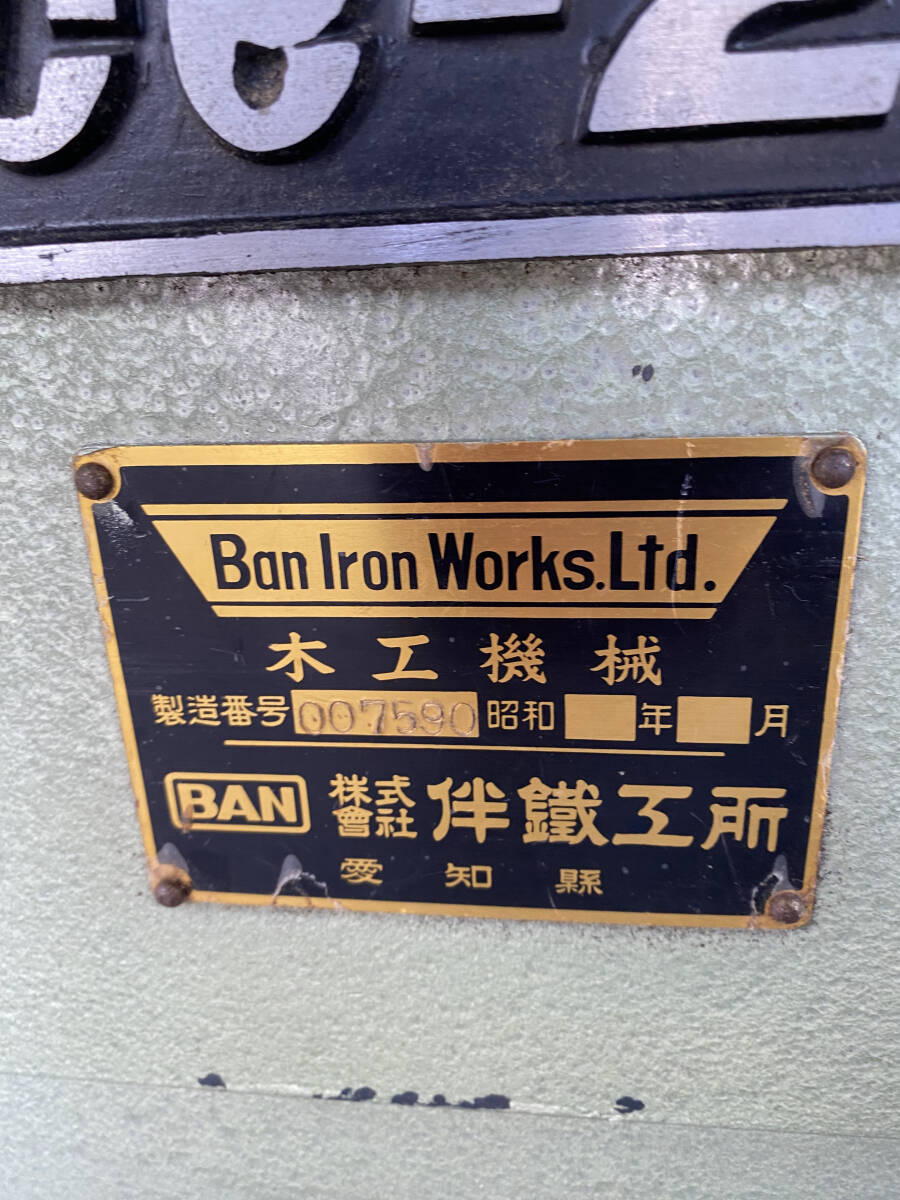 Ban Iron Works.Ltd.
木工機械
製造番号 007590 昭和 年 月
BAN 株式會社 伴鐵工所
愛知縣